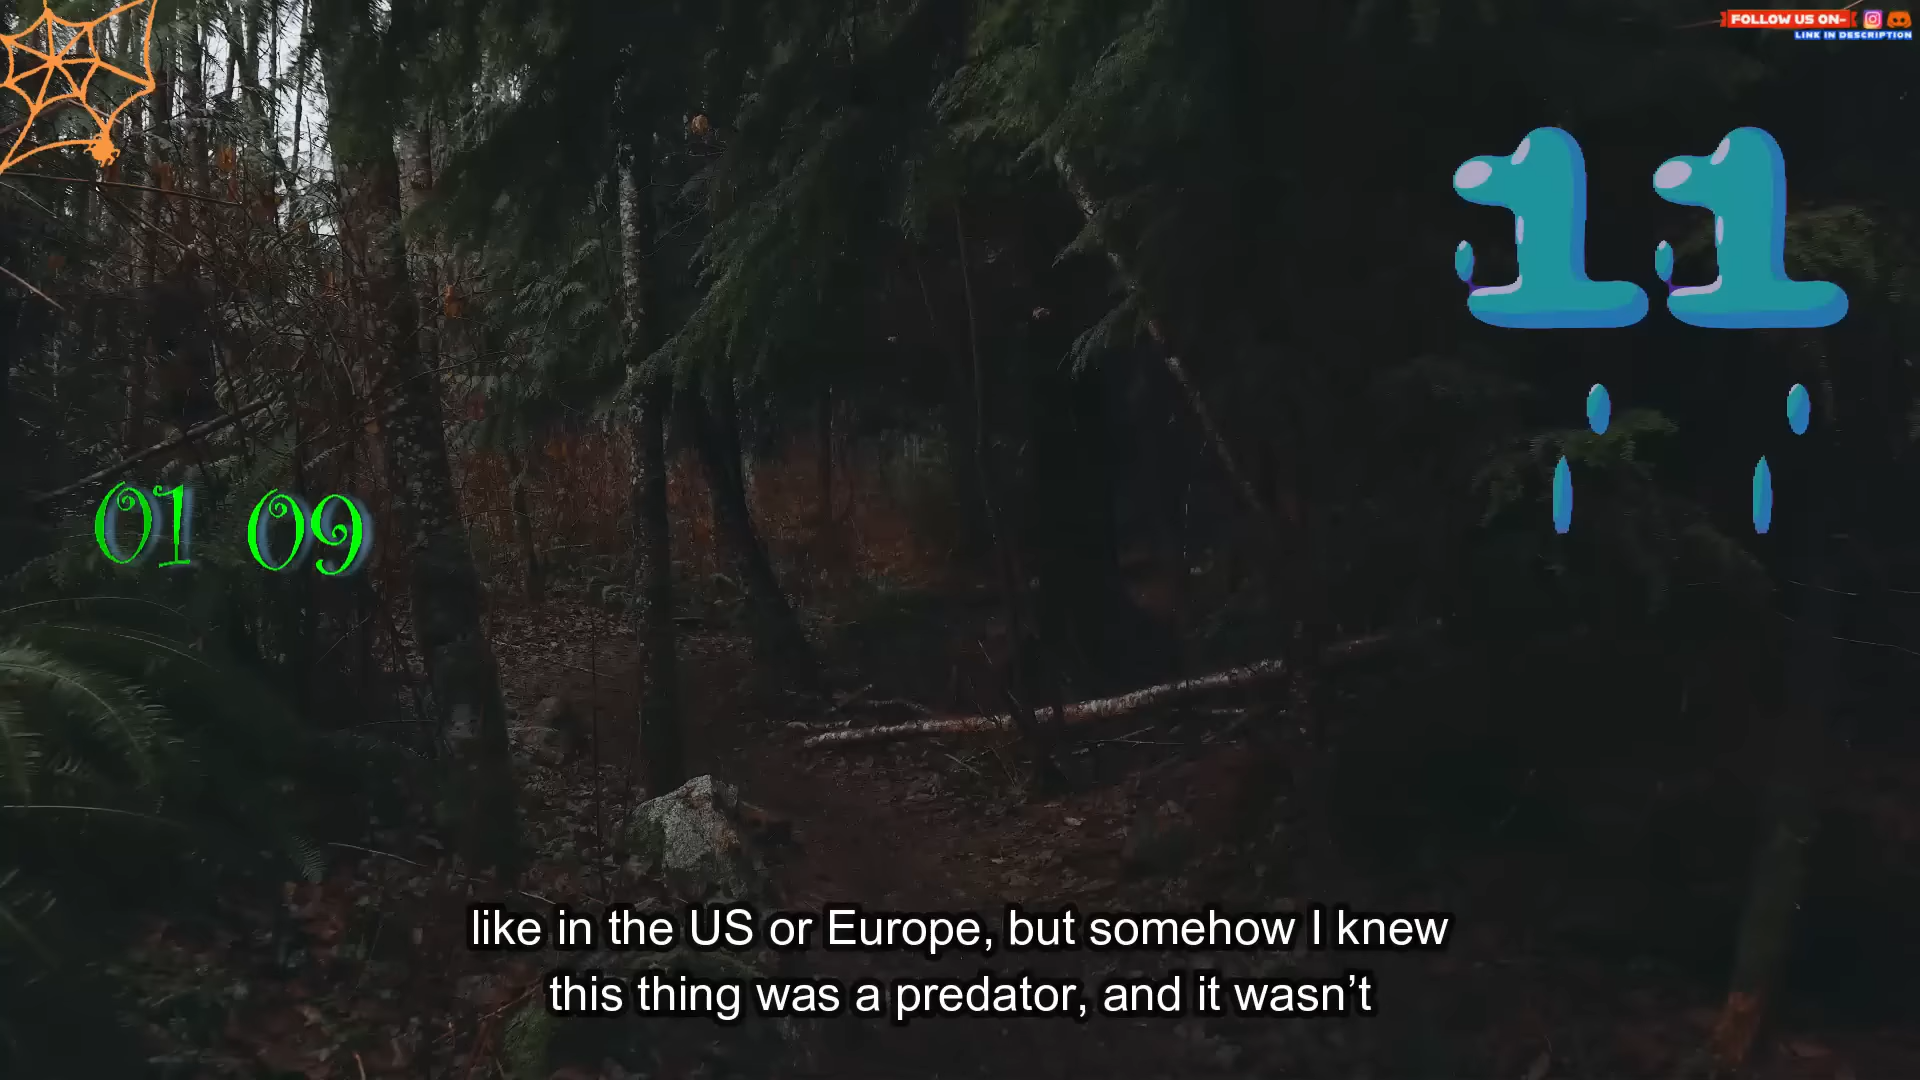 FOLLOW US ON-
LINK IN DESCRIPTION
11
01 09
like in the US or Europe, but somehow I knew
this thing was a predator, and it wasn’t